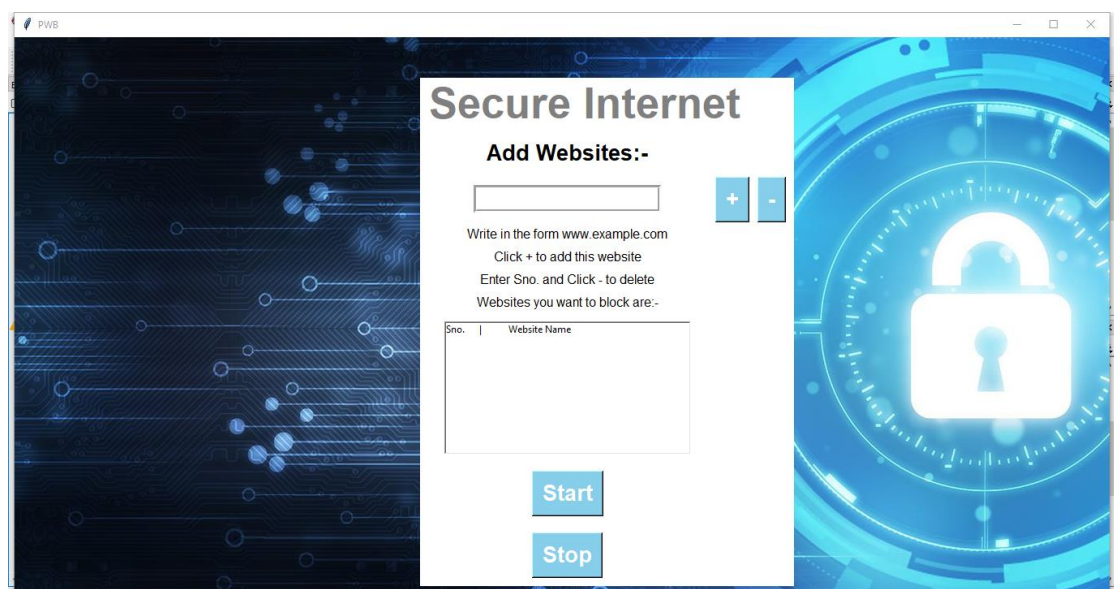 PWB
Secure Internet
Add Websites:-
+ -
Write in the form www.example.com
Click + to add this website
Enter Sno. and Click - to delete
Websites you want to block are:-
Sno. | Website Name
Start
Stop